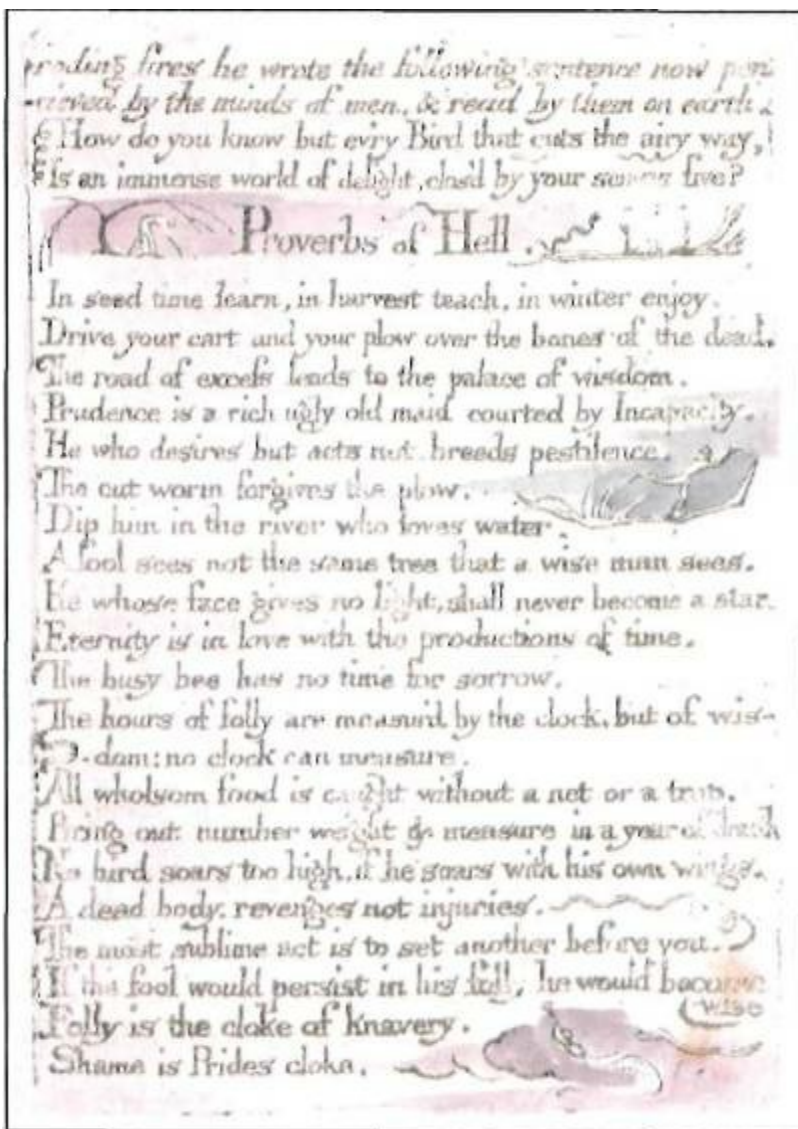 roding fires he wrote the following sentence now per
cieved by the minds of men, & read by them on earth.
How do you know but evry Bird that cuts the airy way,
Is an immense world of delight, clos'd by your senses five?
Proverbs of Hell.
In seed time learn, in harvest teach, in winter enjoy.
Drive your cart and your plow over the bones of the dead.
The road of excess leads to the palace of wisdom.
Prudence is a rich ugly old maid courted by Incapacity.
He who desires but acts not, breeds pestilence.
The cut worm forgives the plow.
Dip him in the river who loves water.
A fool sees not the same tree that a wise man sees.
He whose face gives no light, shall never become a star.
Eternity is in love with the productions of time.
The busy bee has no time for sorrow.
The hours of folly are measur'd by the clock, but of wis-
-dom: no clock can measure.
All wholsom food is caught without a net or a trap.
Bring out number weight & measure in a year of dearth
No bird soars too high, if he soars with his own wings.
A dead body, revenges not injuries.
The most sublime act is to set another before you.
If the fool would persist in his folly he would become
wise
Folly is the cloke of knavery.
Shame is Prides cloke.